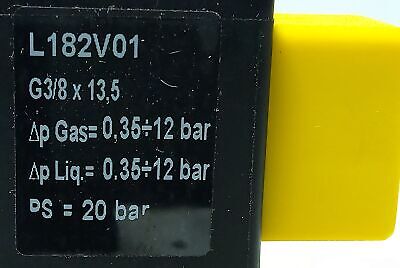 L182V01
G3/8 x 13,5
Δp Gas= 0,35÷12 bar
Δp Liq.= 0.35÷12 bar
PS = 20 bar